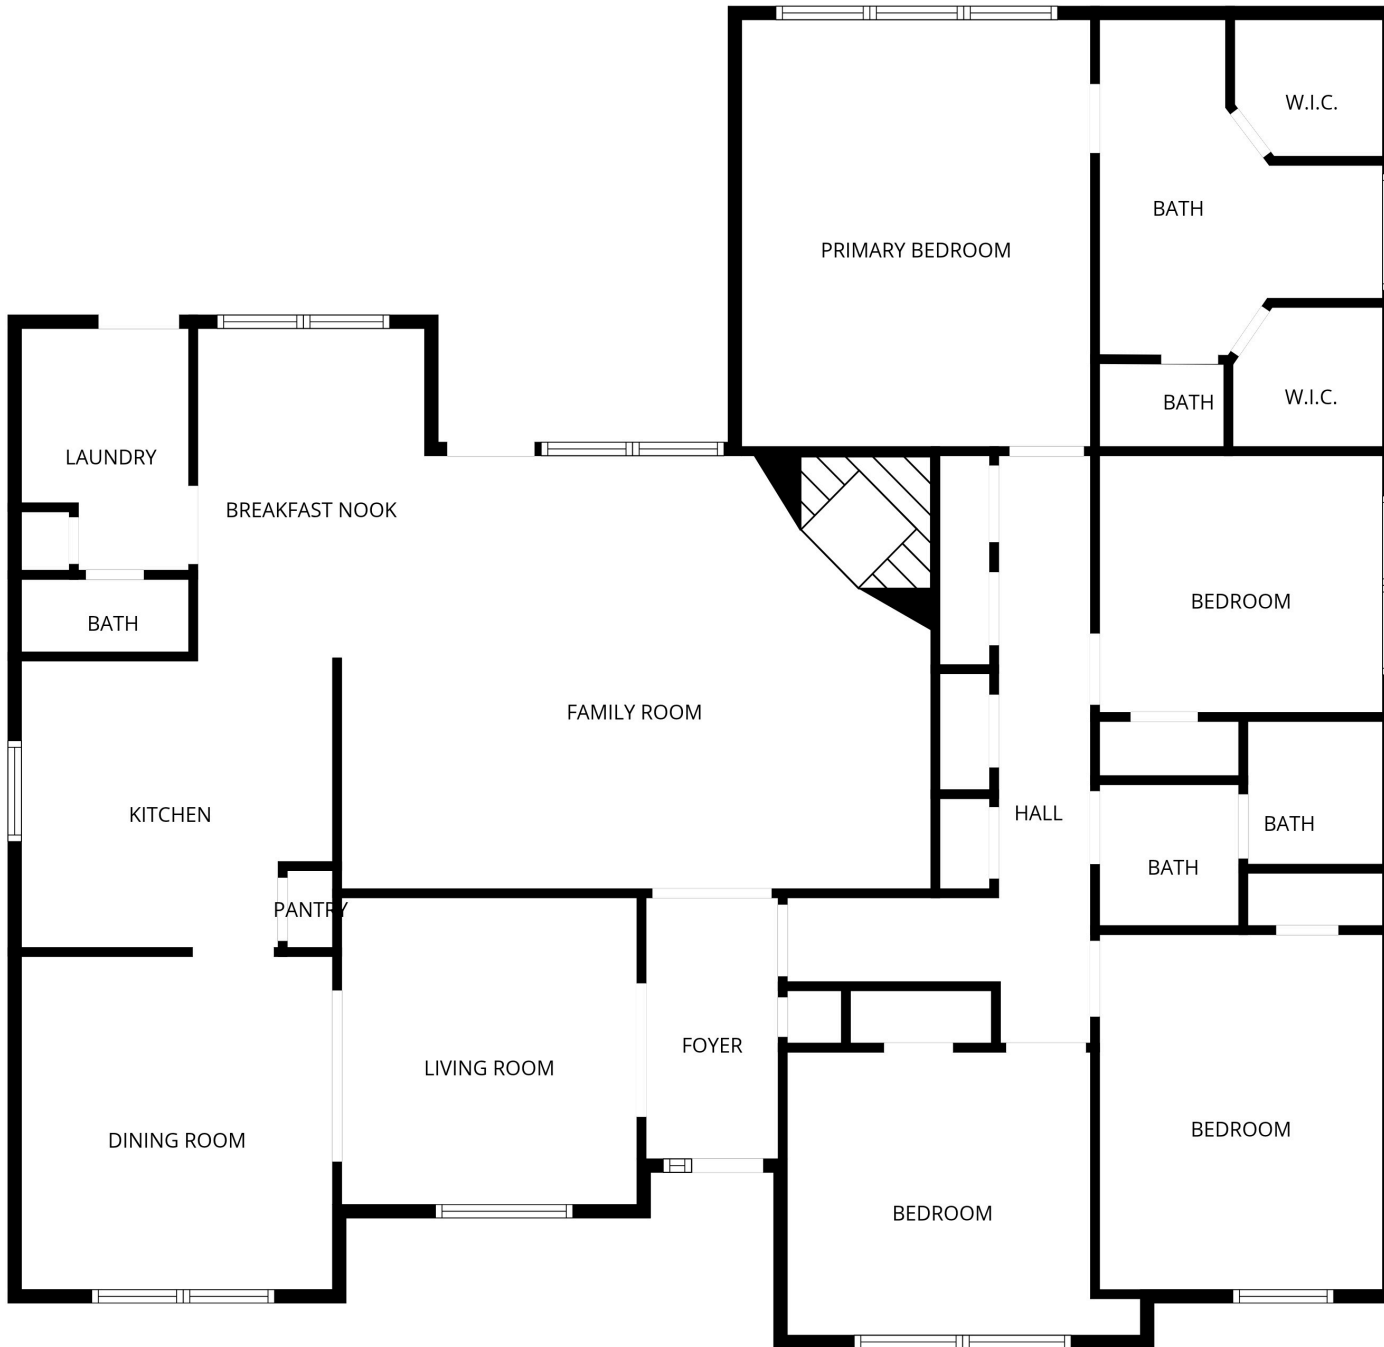 W.I.C.
BATH
PRIMARY BEDROOM
W.I.C.
BATH
LAUNDRY
BREAKFAST NOOK
BEDROOM
BATH
FAMILY ROOM
KITCHEN
HALL
BATH
BATH
PANTRY
FOYER
LIVING ROOM
DINING ROOM
BEDROOM
BEDROOM